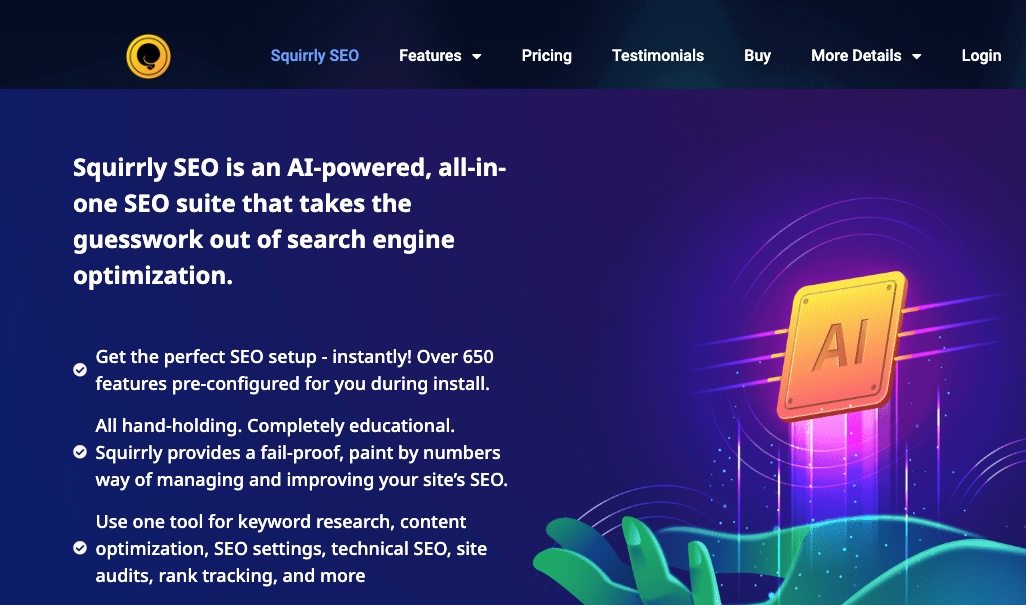 Squirrly SEO Features Pricing Testimonials Buy More Details Login
Squirrly SEO is an AI-powered, all-in-
one SEO suite that takes the
guesswork out of search engine
optimization.
Get the perfect SEO setup - instantly! Over 650
features pre-configured for you during install.
All hand-holding. Completely educational.
Squirrly provides a fail-proof, paint by numbers
way of managing and improving your site’s SEO.
Use one tool for keyword research, content
optimization, SEO settings, technical SEO, site
audits, rank tracking, and more
AI